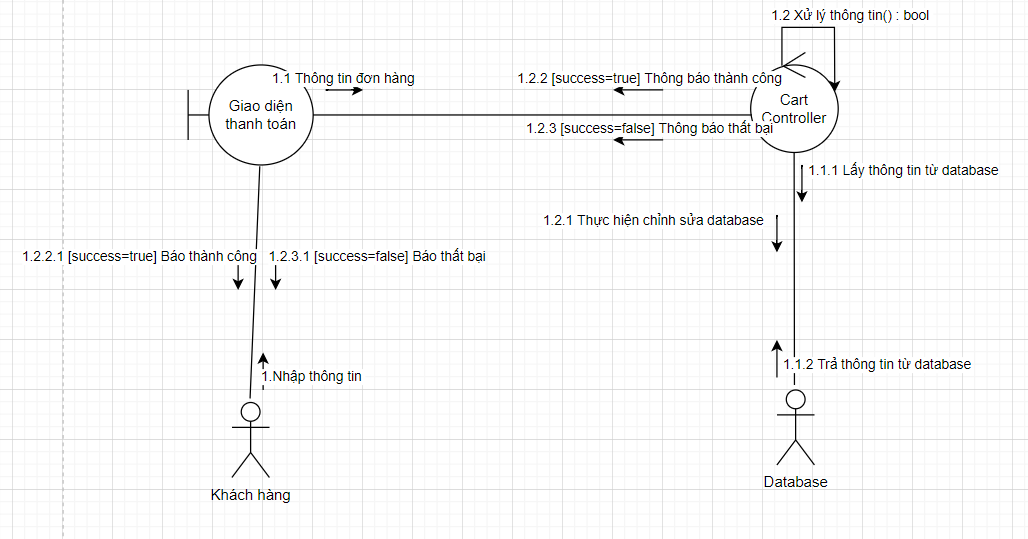 1.2 Xử lý thông tin() : bool
1.1 Thông tin đơn hàng
1.2.2 [success=true] Thông báo thành công
Giao diện
thanh toán
Cart
Controller
1.2.3 [success=false] Thông báo thất bại
1.1.1 Lấy thông tin từ database
1.2.1 Thực hiện chỉnh sửa database
1.2.2.1 [success=true] Báo thành công
1.2.3.1 [success=false] Báo thất bại
1.1.2 Trả thông tin từ database
1.Nhập thông tin
Database
Khách hàng